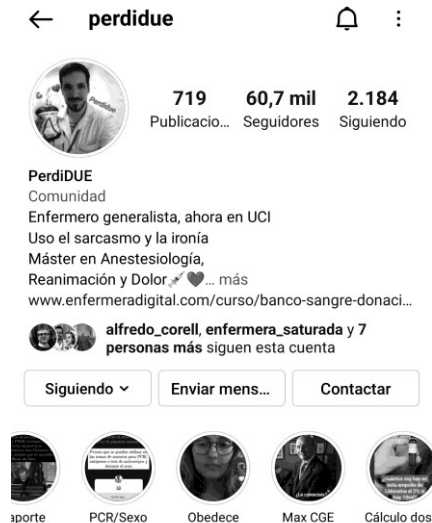 perdidue
Perdidue
719 60,7 mil 2.184
Publicacio... Seguidores Siguiendo
PerdiDUE
Comunidad
Enfermero generalista, ahora en UCI
Uso el sarcasmo y la ironía
Máster en Anestesiología,
Reanimación y Dolor... más
www.enfermeradigital.com/curso/banco-sangre-donaci...
alfredo_corell, enfermera_saturada y 7
personas más siguen esta cuenta
Siguiendo Enviar mens... Contactar
aporte PCR/Sexo Obedece Max CGE Cálculo dos